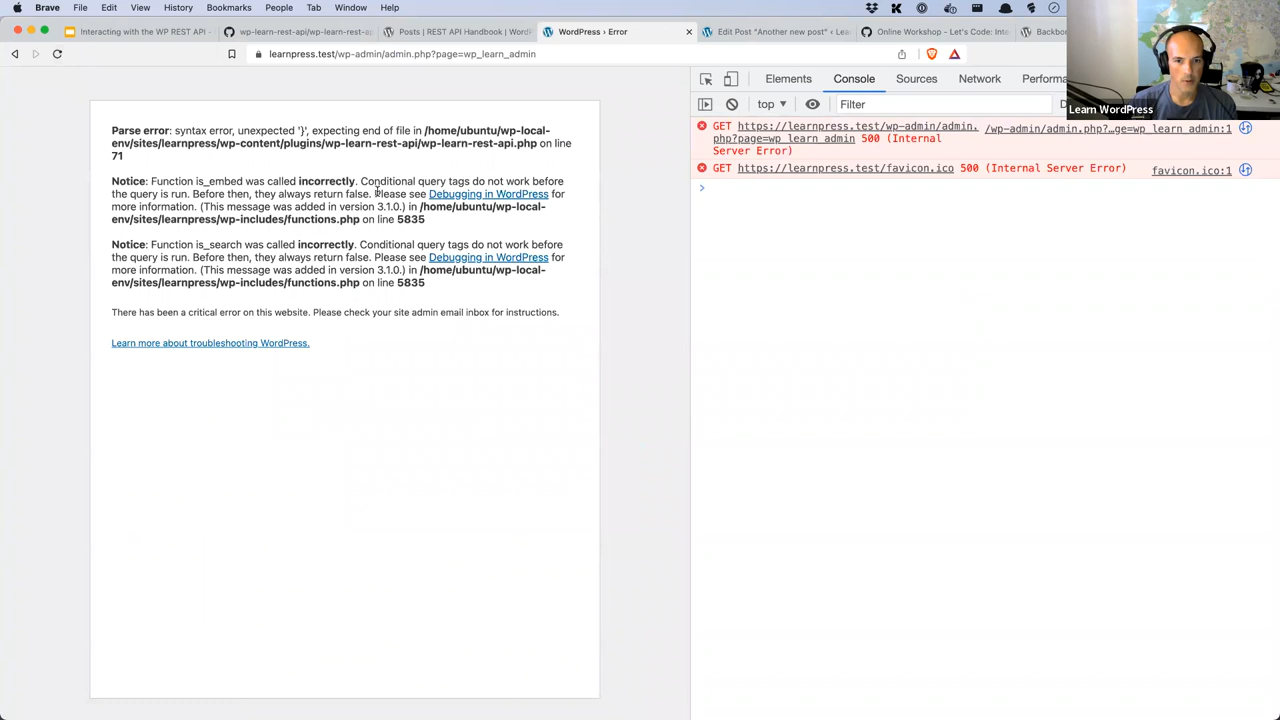 Brave File Edit View History Bookmarks People Tab Window Help
Interacting with the WP REST API -
wp-learn-rest-api/wp-learn-rest-ap
Posts | REST API Handbook | WordP
WordPress › Error
Edit Post "Another new post" ‹ Lea
Online Workshop - Let's Code: Inte
Backbon
learnpress.test/wp-admin/admin.php?page=wp_learn_admin
Elements Console Sources Network Performa
top Filter
Learn WordPress
Parse error: syntax error, unexpected '}', expecting end of file in /home/ubuntu/wp-local-
env/sites/learnpress/wp-content/plugins/wp-learn-rest-api/wp-learn-rest-api.php on line
71
Notice: Function is_embed was called incorrectly. Conditional query tags do not work before
the query is run. Before then, they always return false. Please see Debugging in WordPress for
more information. (This message was added in version 3.1.0.) in /home/ubuntu/wp-local-
env/sites/learnpress/wp-includes/functions.php on line 5835
Notice: Function is_search was called incorrectly. Conditional query tags do not work before
the query is run. Before then, they always return false. Please see Debugging in WordPress for
more information. (This message was added in version 3.1.0.) in /home/ubuntu/wp-local-
env/sites/learnpress/wp-includes/functions.php on line 5835
There has been a critical error on this website. Please check your site admin email inbox for instructions.
Learn more about troubleshooting WordPress.
GET https://learnpress.test/wp-admin/admin. /wp-admin/admin.php?…ge=wp_learn_admin:1
php?page=wp_learn_admin 500 (Internal
Server Error)
GET https://learnpress.test/favicon.ico 500 (Internal Server Error) favicon.ico:1